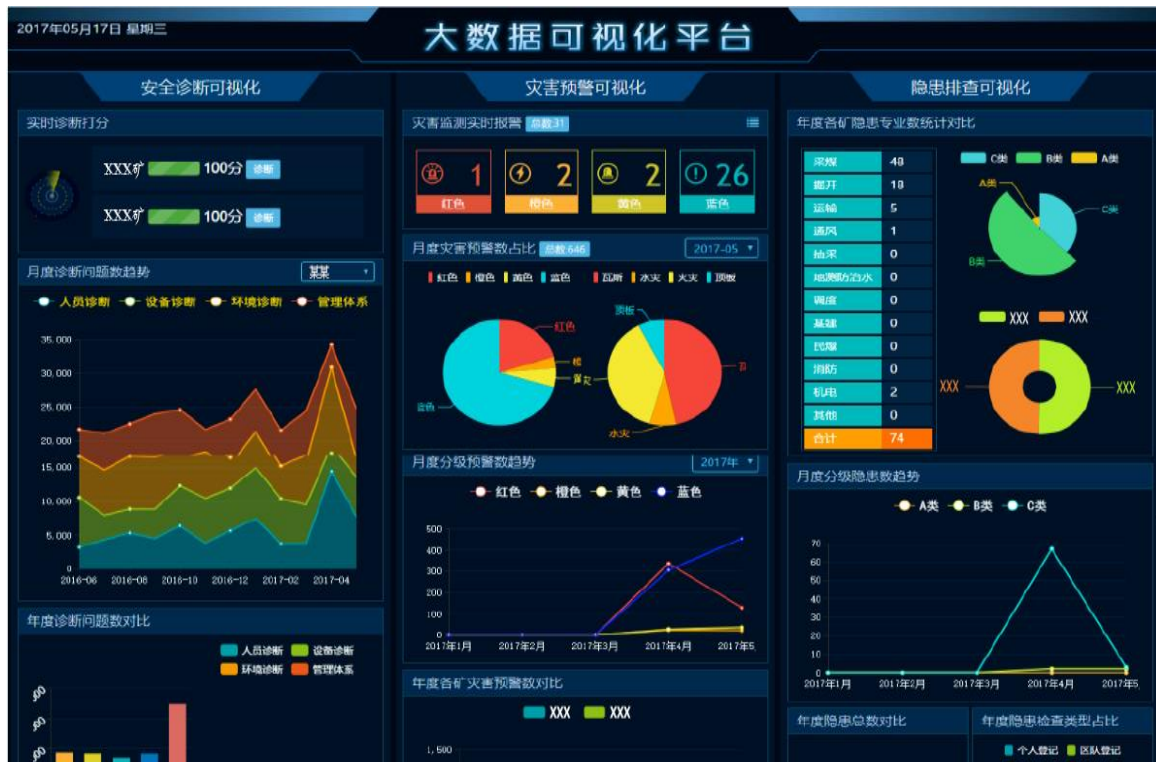 2017年05月17日 星期三
大数据可视化平台
安全诊断可视化
实时诊断打分
XXX矿 100分 诊断
XXX矿 100分 诊断
月度诊断问题数趋势 某某
人员诊断 设备诊断 环境诊断 管理体系
35,000
30,000
25,000
20,000
15,000
10,000
5,000
0
2016-06 2016-08 2016-10 2016-12 2017-02 2017-04
年度诊断问题数对比
人员诊断 设备诊断
环境诊断 管理体系
灾害预警可视化
灾害监测实时报警 总数31
1 2 2 26
红色 橙色 黄色 蓝色
月度灾害预警数占比 总数646 2017-05
红色 橙色 黄色 蓝色 瓦斯 水灾 火灾 顶板
红色
橙
黄
蓝色
顶板
水灾
月度分级预警数趋势 2017年
红色 橙色 黄色 蓝色
500
400
300
200
100
0
2017年1月 2017年2月 2017年3月 2017年4月 2017年5
年度各矿灾害预警数对比
XXX XXX
1,500
隐患排查可视化
年度各矿隐患专业数统计对比
采煤 48
掘开 18
运输 5
通风 1
抽采 0
地测防治水 0
调度 0
基建 0
民爆 0
消防 0
机电 2
其他 0
合计 74
C类 B类 A类
A类
C类
B类
XXX XXX
XXX XXX
月度分级隐患数趋势
A类 B类 C类
70
60
50
40
30
20
10
0
2017年1月 2017年2月 2017年3月 2017年4月 2017年5
年度隐患总数对比
年度隐患检查类型占比
个人登记 区队登记